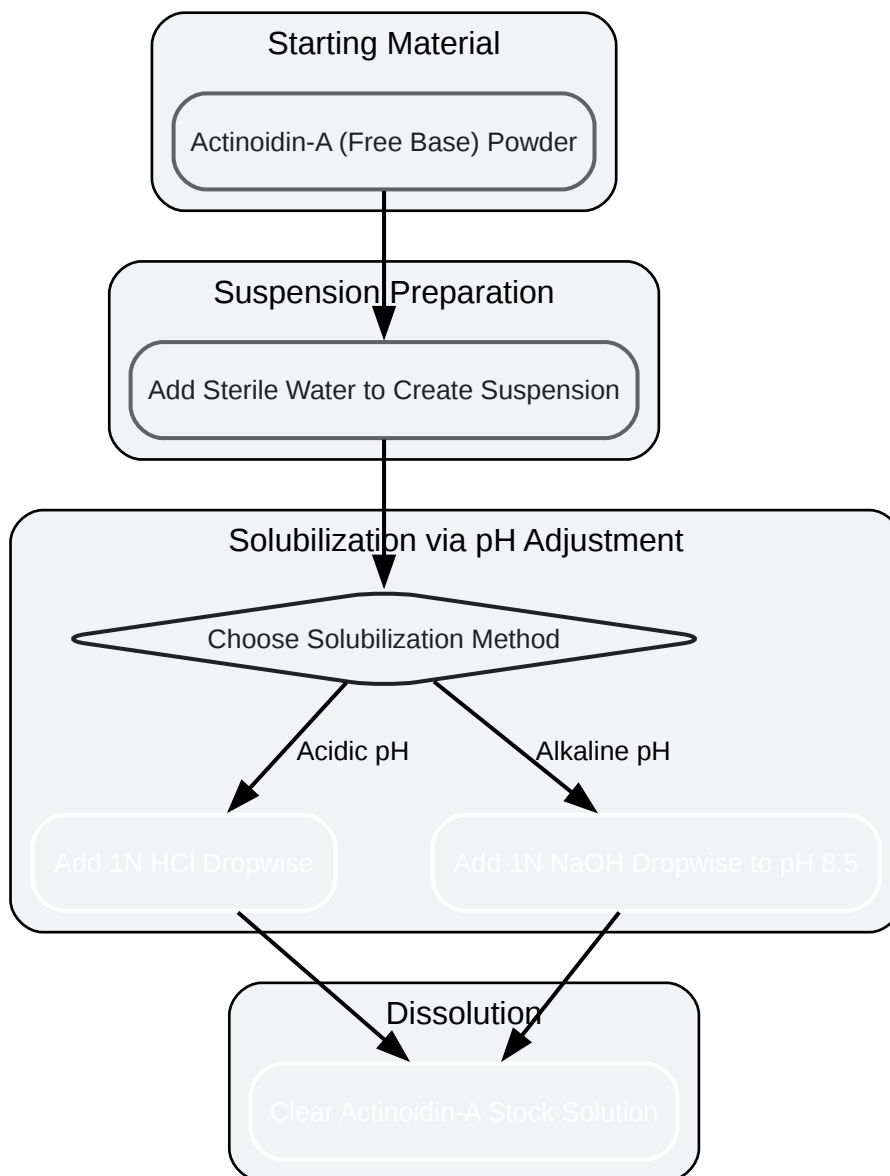 Starting Material
Actinoidin-A (Free Base) Powder
Suspension Preparation
Add Sterile Water to Create Suspension
Solubilization via pH Adjustment
Choose Solubilization Method
Acidic pH
Alkaline pH
Add 1N HCl Dropwise
Add 1N NaOH Dropwise to pH 8.5
Dissolution
Clear Actinoidin-A Stock Solution